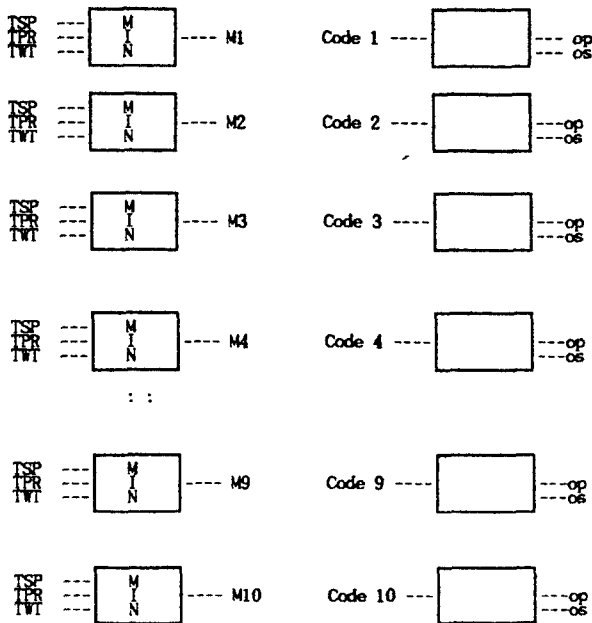 TSP --- M
TPR --- I ---- M1 Code 1 ---- --- op
TWT --- N --- os
TSP --- M
TPR --- I ---- M2 Code 2 ---- ---op
TWT --- N ---os
TSP --- M
TPR --- I ---- M3 Code 3 ---- ---op
TWT --- N ---os
TSP --- M
TPR --- I ---- M4 Code 4 ---- ---op
TWT --- N ---os
: :
TSP --- M
TPR --- I ---- M9 Code 9 ---- ---op
TWT --- N ---os
TSP --- M
TPR --- I ---- M10 Code 10 ---- ---op
TWT --- N ---os